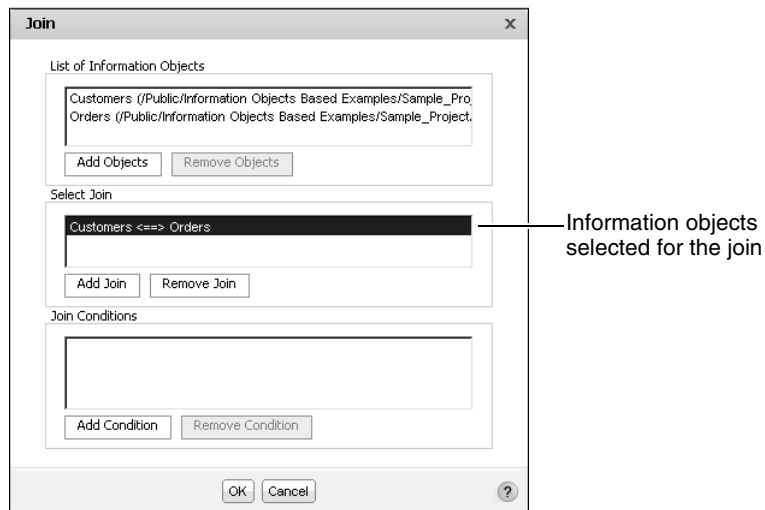 Join x
List of Information Objects
Customers (/Public/Information Objects Based Examples/Sample_Proj
Orders (/Public/Information Objects Based Examples/Sample_Project.
Add Objects Remove Objects
Select Join
Customers <==> Orders
Information objects
selected for the join
Add Join Remove Join
Join Conditions
Add Condition Remove Condition
OK Cancel ?